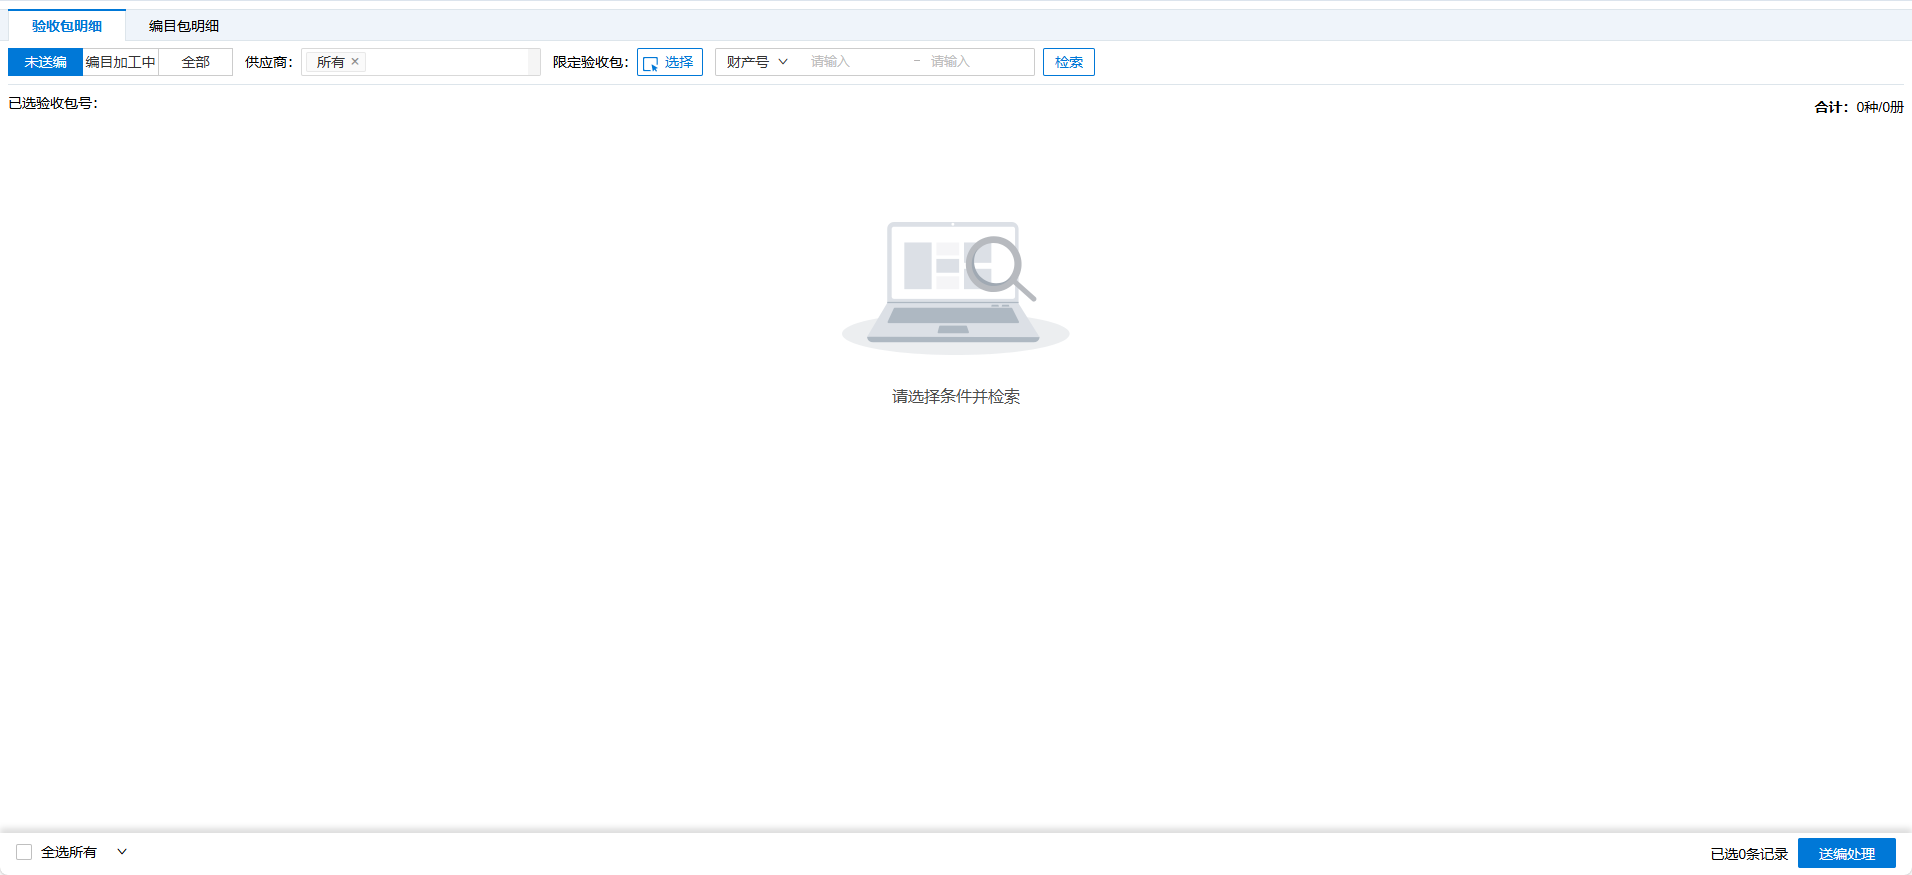 验收包明细 编目包明细
未送编 编目加工中 全部 供应商： 所有 × 限定验收包： 选择 财产号 请输入 - 请输入 检索
已选验收包号：
合计：0种/0册
请选择条件并检索
全选所有 已选0条记录 送编处理